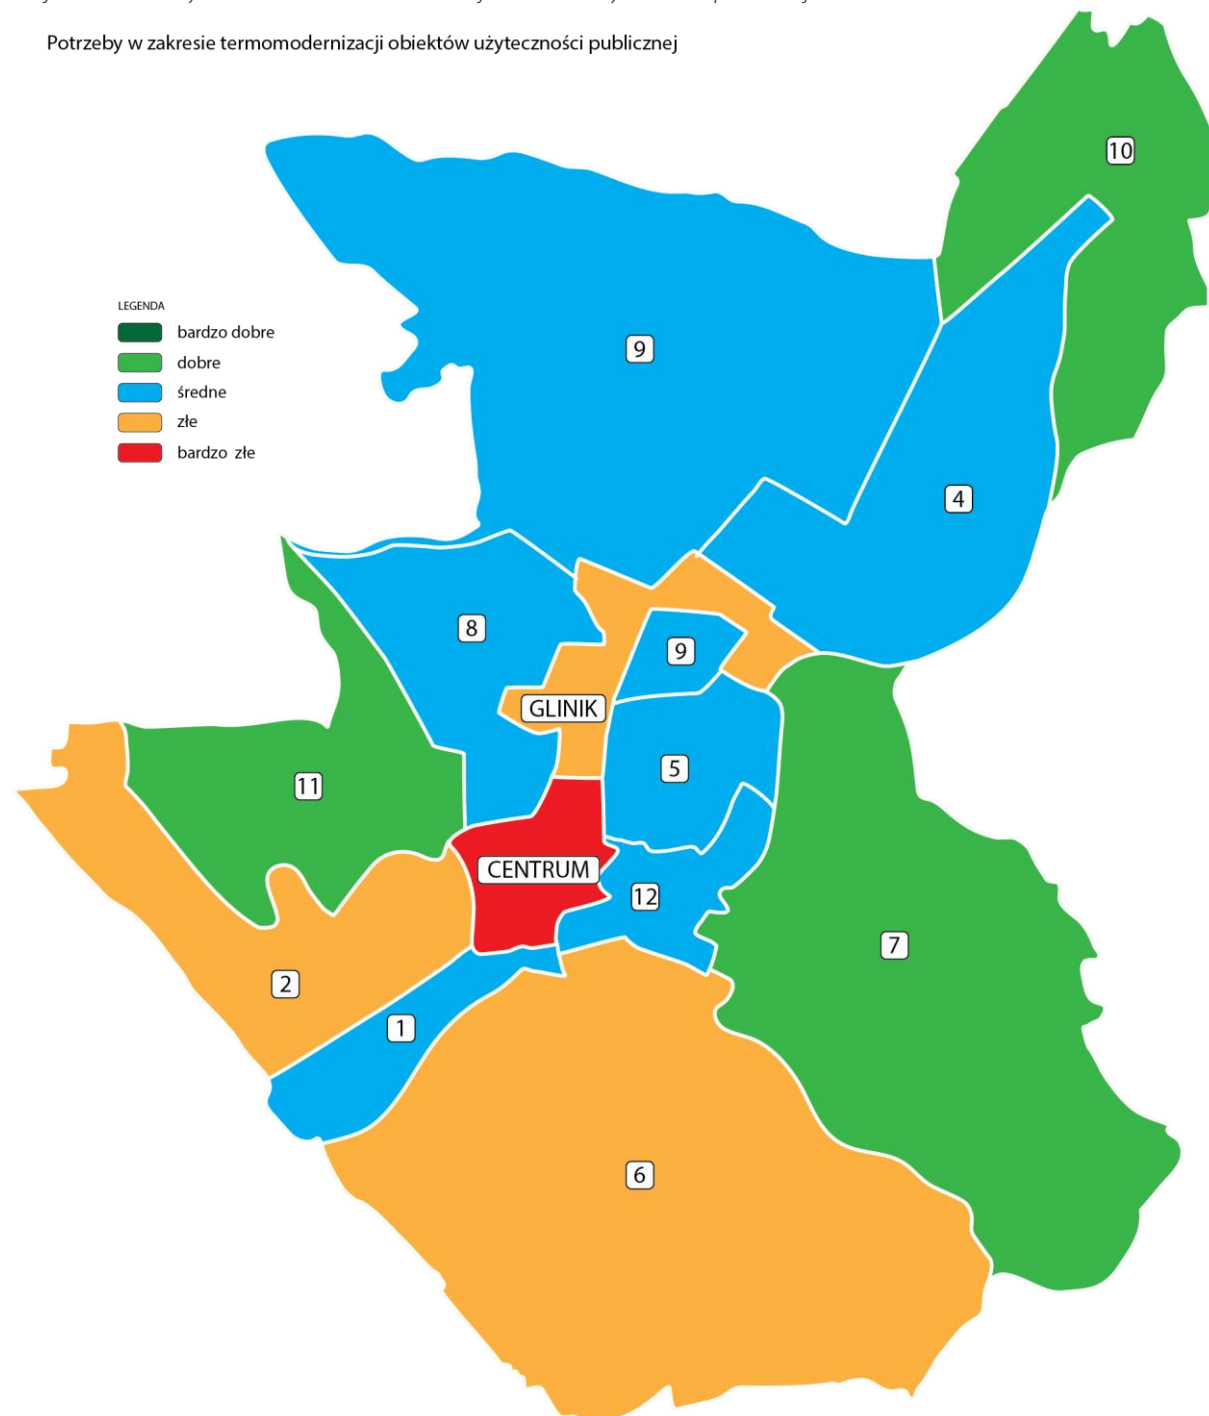 Potrzeby w zakresie termomodernizacji obiektów użyteczności publicznej
10
LEGENDA
bardzo dobre
dobre
średne
złe
bardzo złe
9
4
8
9
GLINIK
5
11
CENTRUM
12
7
2
1
6